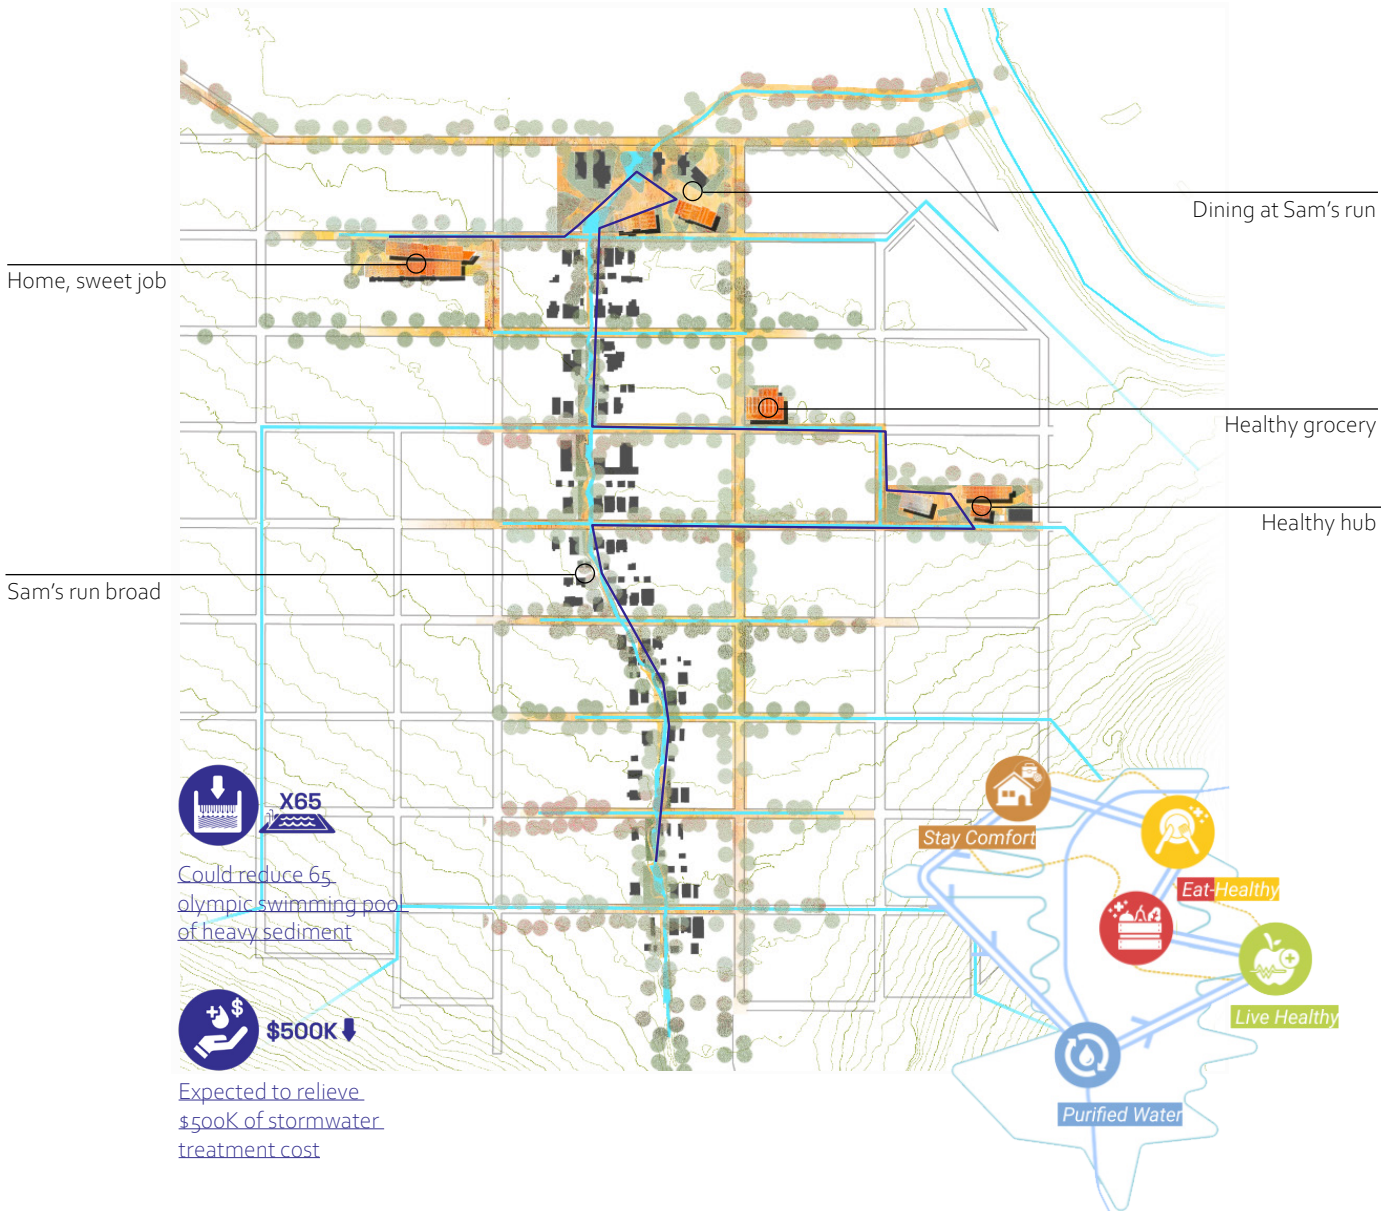 Dining at Sam's run
Home, sweet job
Healthy grocery
Healthy hub
Sam's run broad
X65
Could reduce 65
olympic swimming pool
of heavy sediment
$
$500K
Expected to relieve
$500K of stormwater
treatment cost
Stay Comfort
Eat-Healthy
Live Healthy
Purified Water